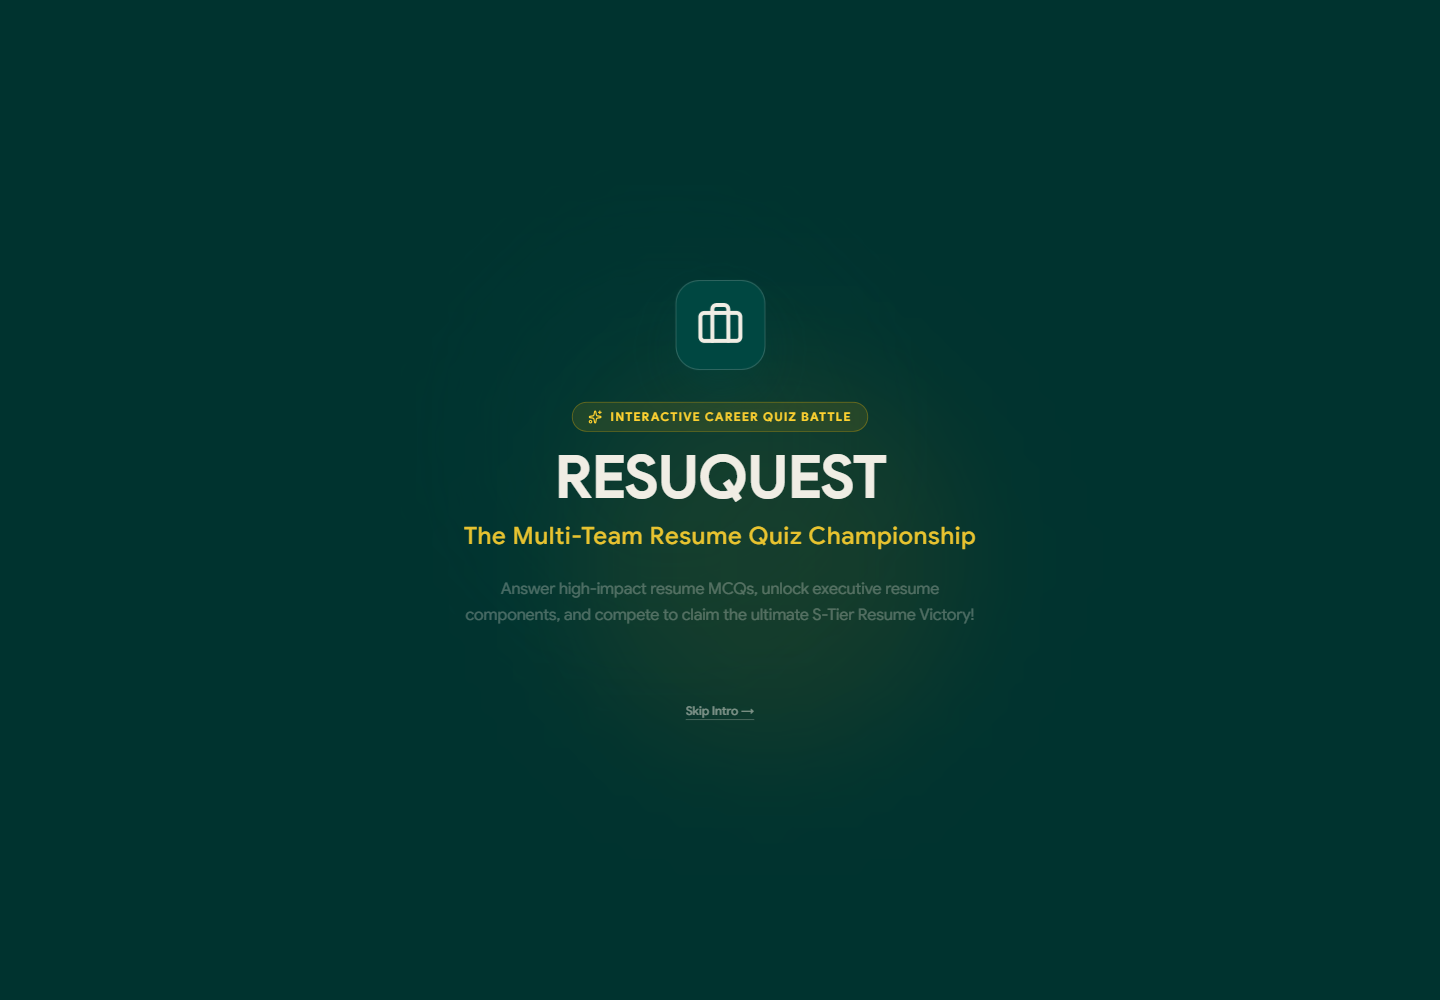 INTERACTIVE CAREER QUIZ BATTLE
RESUQUEST
The Multi-Team Resume Quiz Championship
Answer high-impact resume MCQs, unlock executive resume
components, and compete to claim the ultimate S-Tier Resume Victory!
Skip Intro →